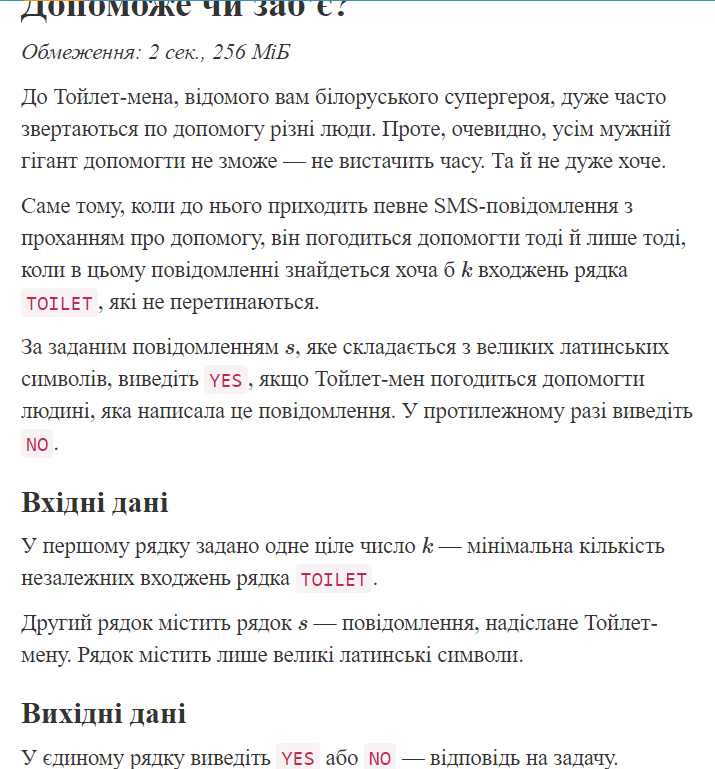 Допоможе чи заб'є?
Обмеження: 2 сек., 256 МіБ
До Тойлет-мена, відомого вам білоруського супергероя, дуже часто
звертаються по допомогу різні люди. Проте, очевидно, усім мужній
гігант допомогти не зможе — не вистачить часу. Та й не дуже хоче.
Саме тому, коли до нього приходить певне SMS-повідомлення з
проханням про допомогу, він погодиться допомогти тоді й лише тоді,
коли в цьому повідомленні знайдеться хоча б k входжень рядка
TOILET, які не перетинаються.
За заданим повідомленням s, яке складається з великих латинських
символів, виведіть YES, якщо Тойлет-мен погодиться допомогти
людині, яка написала це повідомлення. У протилежному разі виведіть
NO.
Вхідні дані
У першому рядку задано одне ціле число k — мінімальна кількість
незалежних входжень рядка TOILET.
Другий рядок містить рядок s — повідомлення, надіслане Тойлет-
мену. Рядок містить лише великі латинські символи.
Вихідні дані
У єдиному рядку виведіть YES або NO — відповідь на задачу.